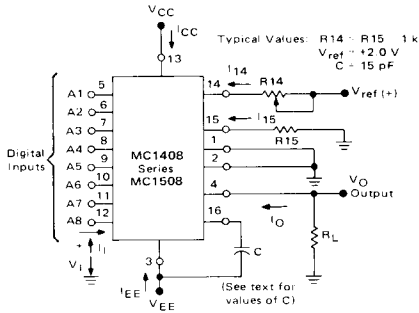 VCC
ICC
Typical Values: R14 = R15 = 1 k
Vref = +2.0 V
C = 15 pF
13
I14
A1 5
14
R14
Vref (+)
A2 6
A3 7
15
I15
R15
A4 8
1
Digital Inputs
MC1408
Series
MC1508
A5 9
2
A6 10
4
VO
Output
A7 11
A8 12
16
IO
+
II
VI
C
RL
3
IEE
VEE
(See text for
values of C)